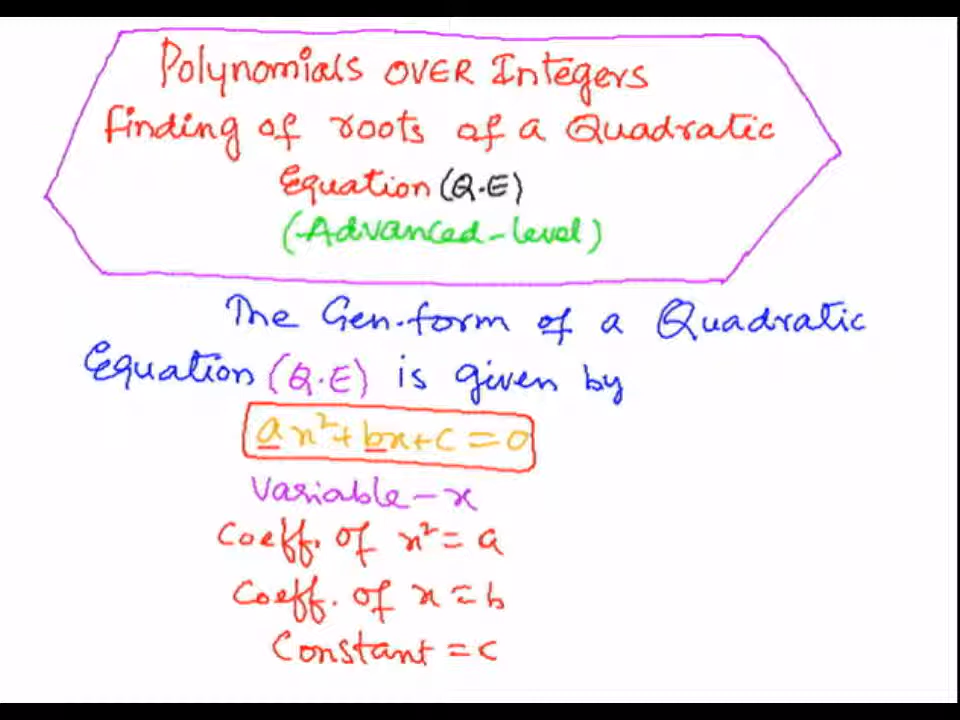 Polynomials OVER Integers
Finding of roots of a Quadratic
Equation (Q.E)
(Advanced-level)
The Gen.form of a Quadratic
Equation (Q.E) is given by
ax²+bx+c=0
Variable-x
Coeff. of x²=a
Coeff. of x=b
Constant=c